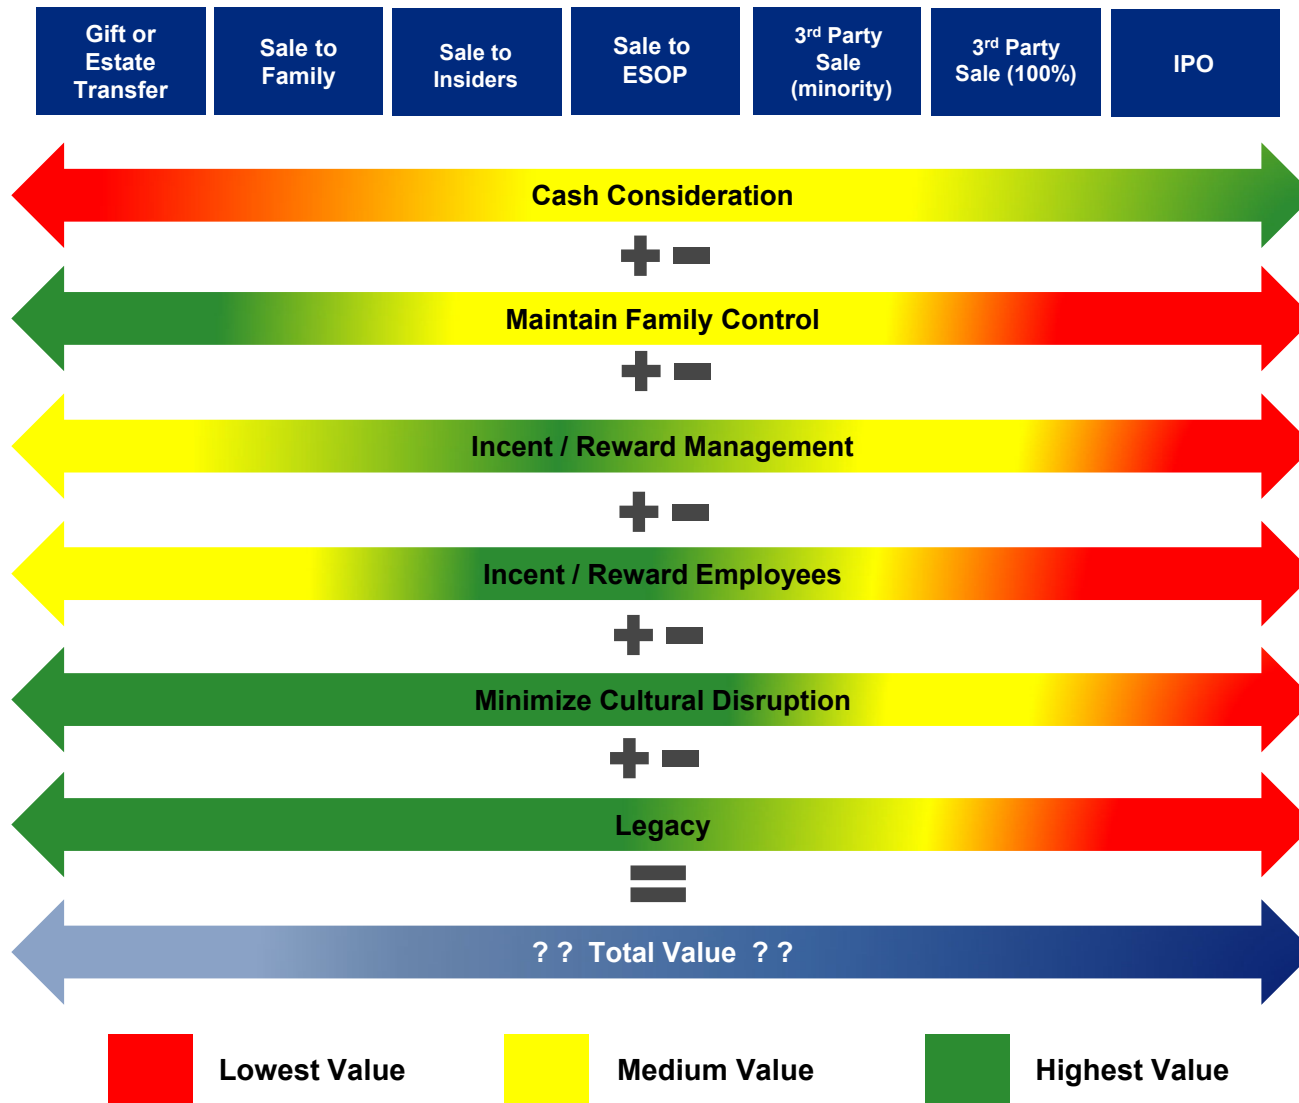 Gift or
Estate
Transfer
Sale to
Family
Sale to
Insiders
Sale to
ESOP
3rd Party
Sale
(minority)
3rd Party
Sale (100%)
IPO
Cash Consideration
+ -
Maintain Family Control
+ -
Incent / Reward Management
+ -
Incent / Reward Employees
+ -
Minimize Cultural Disruption
+ -
Legacy
=
? ? Total Value ? ?
Lowest Value
Medium Value
Highest Value